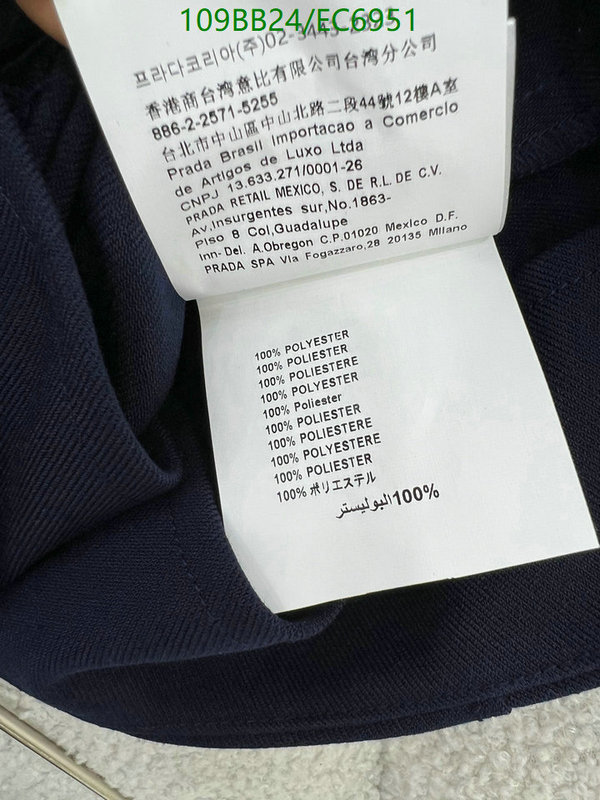 109BB24/EC6951
프라다코리아(주)02-3443-2323
香港商台湾意比有限公司台湾分公司
886-2-2571-5255
台北市中山區中山北路二段44號12樓A室
Prada Brasil Importacao a Comercio
de Artigos de Luxo Ltda
CNPJ 13.633.271/0001-26
PRADA RETAIL MEXICO, S. DE R.L. DE C.V.
Av,Insurgentes sur,No.1863-
Piso 8 Col,Guadalupe
Inn- Del. A.Obregon C.P.01020 Mexico D.F.
PRADA SPA Via Fogazzaro,28 20135 Milano
100% POLYESTER
100% POLIESTER
100% POLIESTERE
100% POLYESTER
100% Poliester
100% POLIESTER
100% POLIESTERE
100% POLYESTERE
100% POLIESTER
100% ポリエステル
100% البوليستر